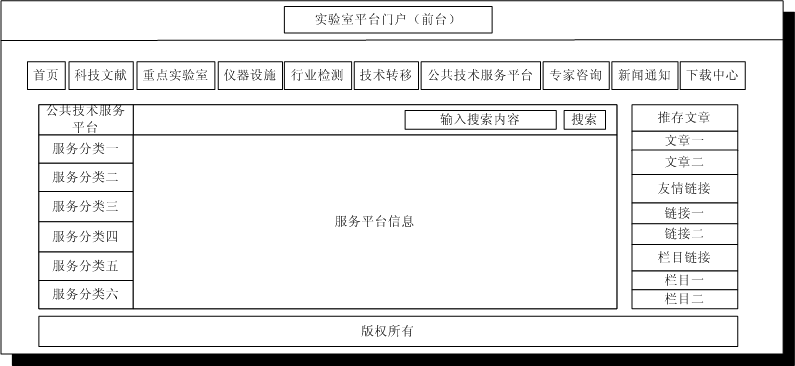 实验室平台门户（前台）
首页 科技文献 重点实验室 仪器设施 行业检测 技术转移 公共技术服务平台 专家咨询 新闻通知 下载中心
公共技术服务
平台
输入搜索内容 搜索
服务分类一
服务分类二
服务分类三
服务分类四
服务分类五
服务分类六
服务平台信息
推存文章
文章一
文章二
友情链接
链接一
链接二
栏目链接
栏目一
栏目二
版权所有